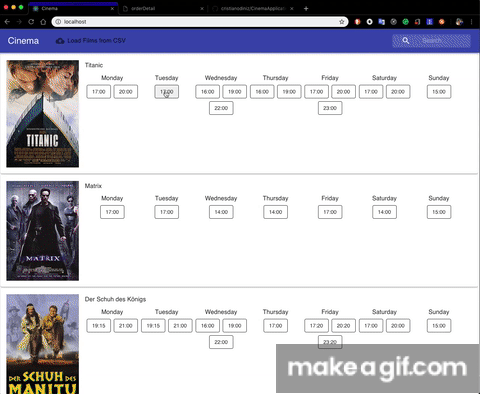 Cinema
orderDetail
cristianodmz/CinemaApplicat
localhost
Cinema Load Films from CSV Search
Titanic
Monday Tuesday Wednesday Thursday Friday Saturday Sunday
17:00 20:00 17:00 16:00 19:00 16:00 19:00 17:00 20:00 17:00 20:00 15:00
22:00 23:00
TITANIC
Matrix
Monday Tuesday Wednesday Thursday Friday Saturday Sunday
17:00 17:00 14:00 14:00 17:00 14:00 15:00
MATRIX
Der Schuh des Königs
Monday Tuesday Wednesday Thursday Friday Saturday Sunday
19:15 21:00 19:15 21:00 16:00 19:00 17:00 17:20 20:20 17:00 20:00 15:00
22:00 23:20
DER SCHUH DES
MANITU
makeagif.com